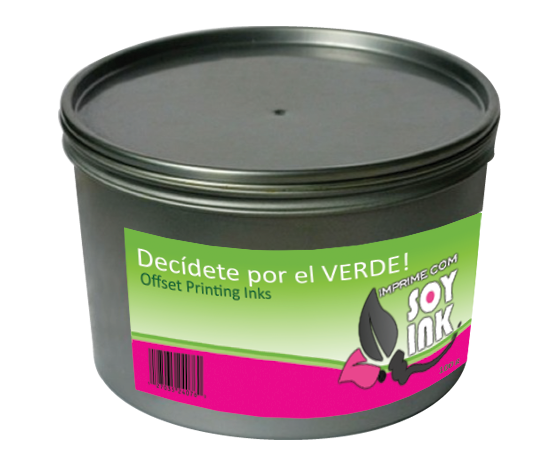 Decídete por el VERDE!
Offset Printing Inks
IMPRIME.COM
SOY
INK